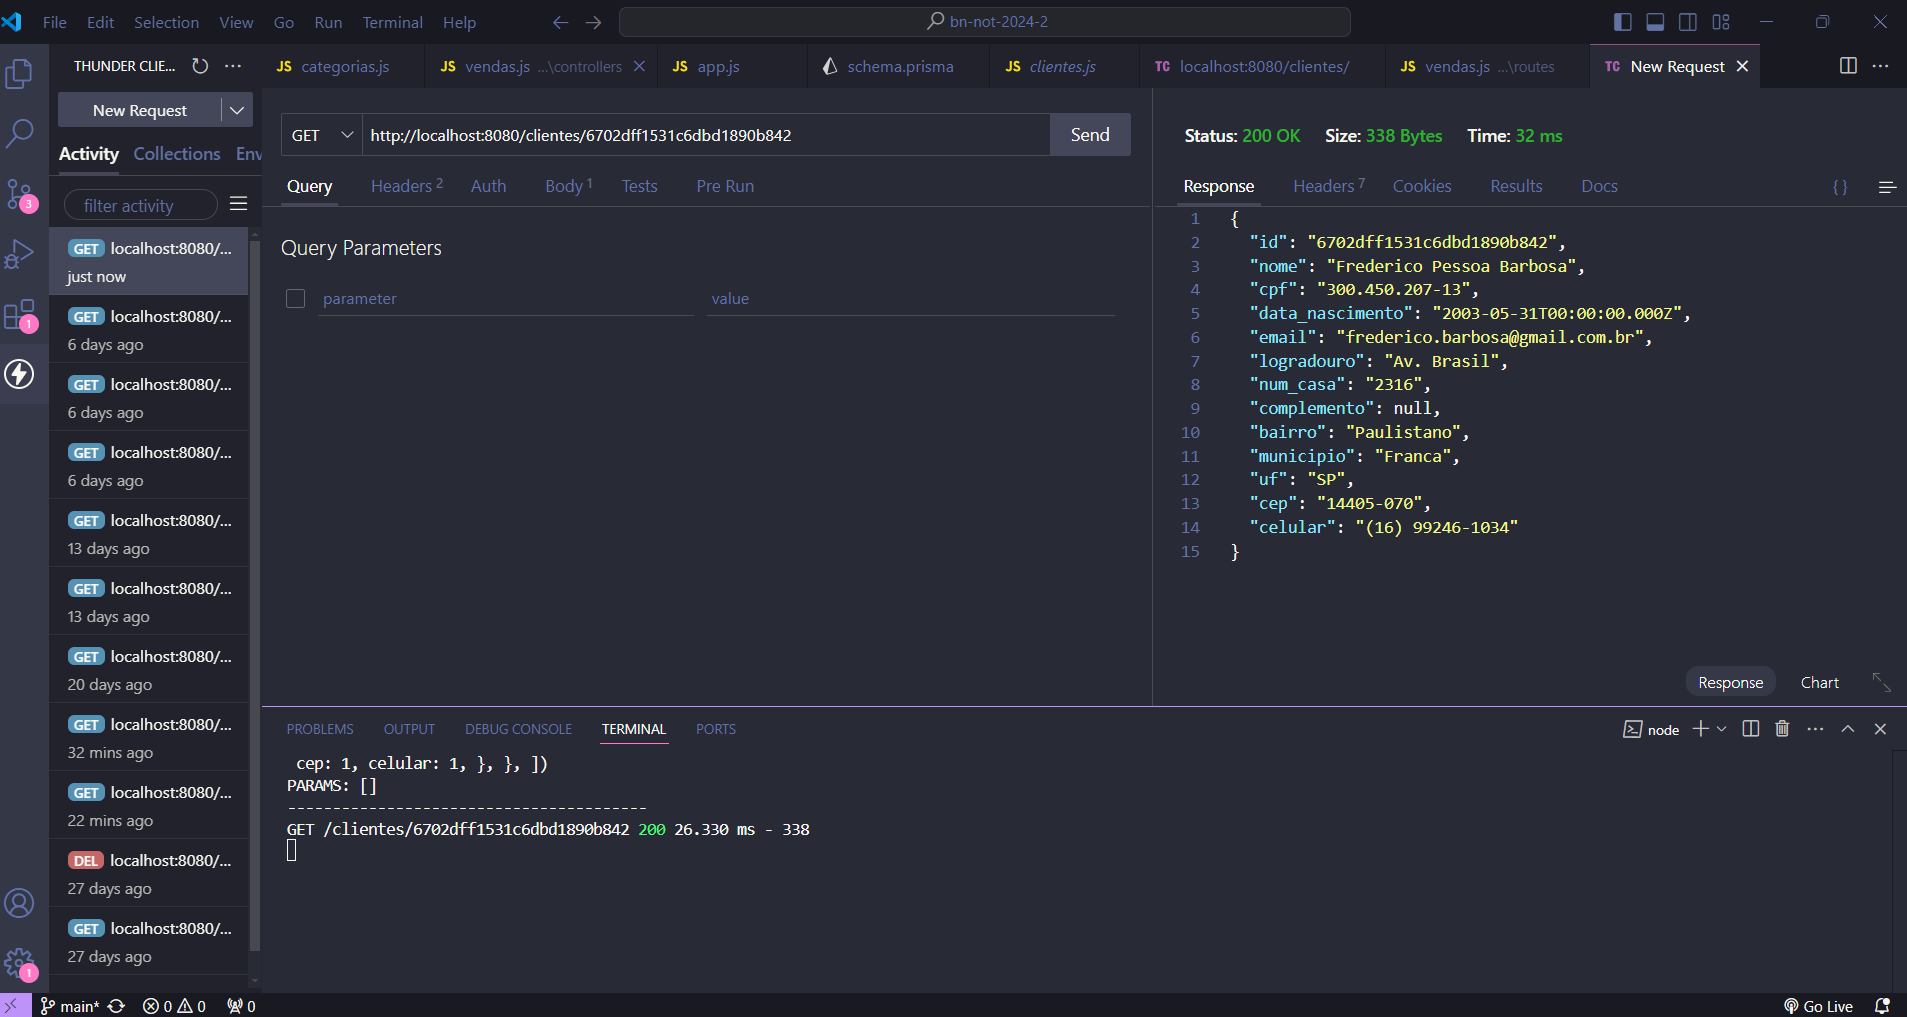 File Edit Selection View Go Run Terminal Help
bn-not-2024-2
THUNDER CLIE...
New Request
Activity Collections Env
filter activity
GET localhost:8080/...
just now
GET localhost:8080/...
6 days ago
GET localhost:8080/...
6 days ago
GET localhost:8080/...
6 days ago
GET localhost:8080/...
13 days ago
GET localhost:8080/...
13 days ago
GET localhost:8080/...
20 days ago
GET localhost:8080/...
32 mins ago
GET localhost:8080/...
22 mins ago
DEL localhost:8080/...
27 days ago
GET localhost:8080/...
27 days ago
3
1
1
JS categorias.js JS vendas.js ...\controllers JS app.js schema.prisma JS clientes.js TC localhost:8080/clientes/ JS vendas.js ...\routes TC New Request
GET http://localhost:8080/clientes/6702dff1531c6dbd1890b842 Send
Query Headers 2 Auth Body 1 Tests Pre Run
Query Parameters
parameter value
Status: 200 OK Size: 338 Bytes Time: 32 ms
Response Headers 7 Cookies Results Docs { }
1 {
2 "id": "6702dff1531c6dbd1890b842",
3 "nome": "Frederico Pessoa Barbosa",
4 "cpf": "300.450.207-13",
5 "data_nascimento": "2003-05-31T00:00:00.000Z",
6 "email": "frederico.barbosa@gmail.com.br",
7 "logradouro": "Av. Brasil",
8 "num_casa": "2316",
9 "complemento": null,
10 "bairro": "Paulistano",
11 "municipio": "Franca",
12 "uf": "SP",
13 "cep": "14405-070",
14 "celular": "(16) 99246-1034"
15 }
Response Chart
PROBLEMS OUTPUT DEBUG CONSOLE TERMINAL PORTS
node
cep: 1, celular: 1, }, }, ])
PARAMS: []
----------------------------------------
GET /clientes/6702dff1531c6dbd1890b842 200 26.330 ms - 338
main* 0 0 0 Go Live